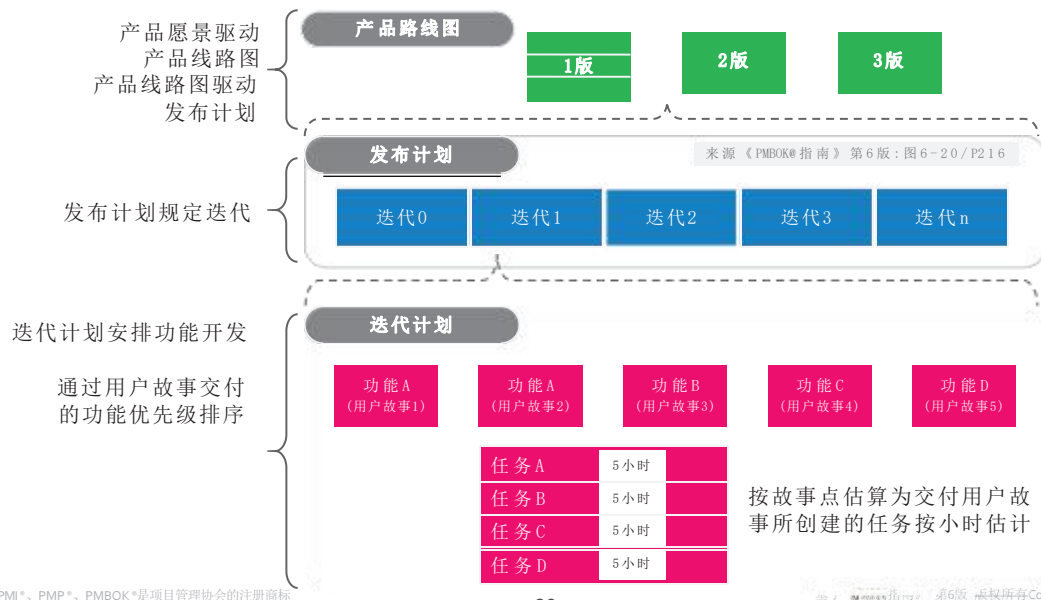 产品愿景驱动
产品线路图
产品线路图驱动
发布计划
产品路线图
1版
2版
3版
发布计划
来源《PMBOK®指南》第6版:图6-20/P216
发布计划规定迭代
迭代0
迭代1
迭代2
迭代3
迭代n
迭代计划安排功能开发
通过用户故事交付
的功能优先级排序
迭代计划
功能A
(用户故事1)
功能A
(用户故事2)
功能B
(用户故事3)
功能C
(用户故事4)
功能D
(用户故事5)
任务A
5小时
任务B
5小时
任务C
5小时
任务D
5小时
按故事点估算为交付用户故
事所创建的任务按小时估计
PMI®、PMP®、PMBOK®是项目管理协会的注册商标
第6版 版权所有Co